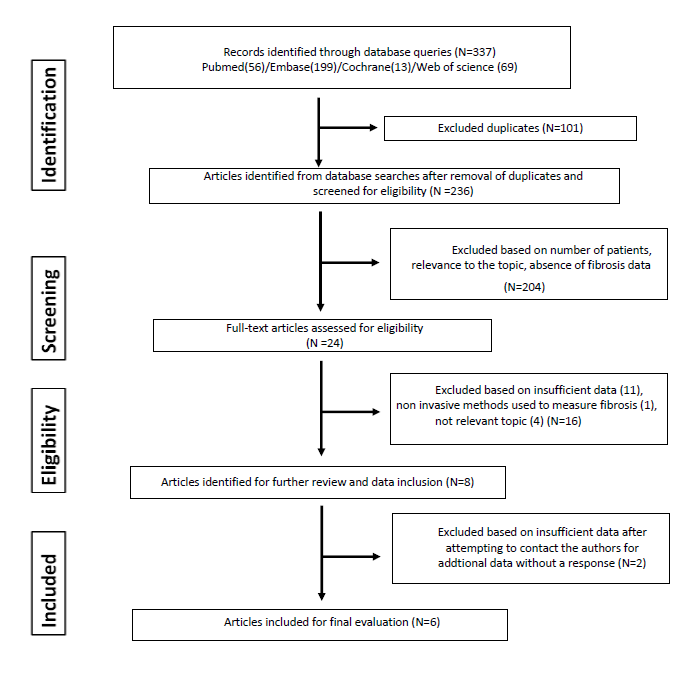 Records identified through database queries (N=337)
Pubmed(56)/Embase(199)/Cochrane(13)/Web of science (69)
Identification
Excluded duplicates (N=101)
Articles identified from database searches after removal of duplicates and
screened for eligibility (N =236)
Screening
Excluded based on number of patients,
relevance to the topic, absence of fibrosis data
(N=204)
Full-text articles assessed for eligibility
(N =24)
Eligibility
Excluded based on insufficient data (11),
non invasive methods used to measure fibrosis (1),
not relevant topic (4) (N=16)
Articles identified for further review and data inclusion (N=8)
Included
Excluded based on insufficient data after
attempting to contact the authors for
addtional data without a response (N=2)
Articles included for final evaluation (N=6)